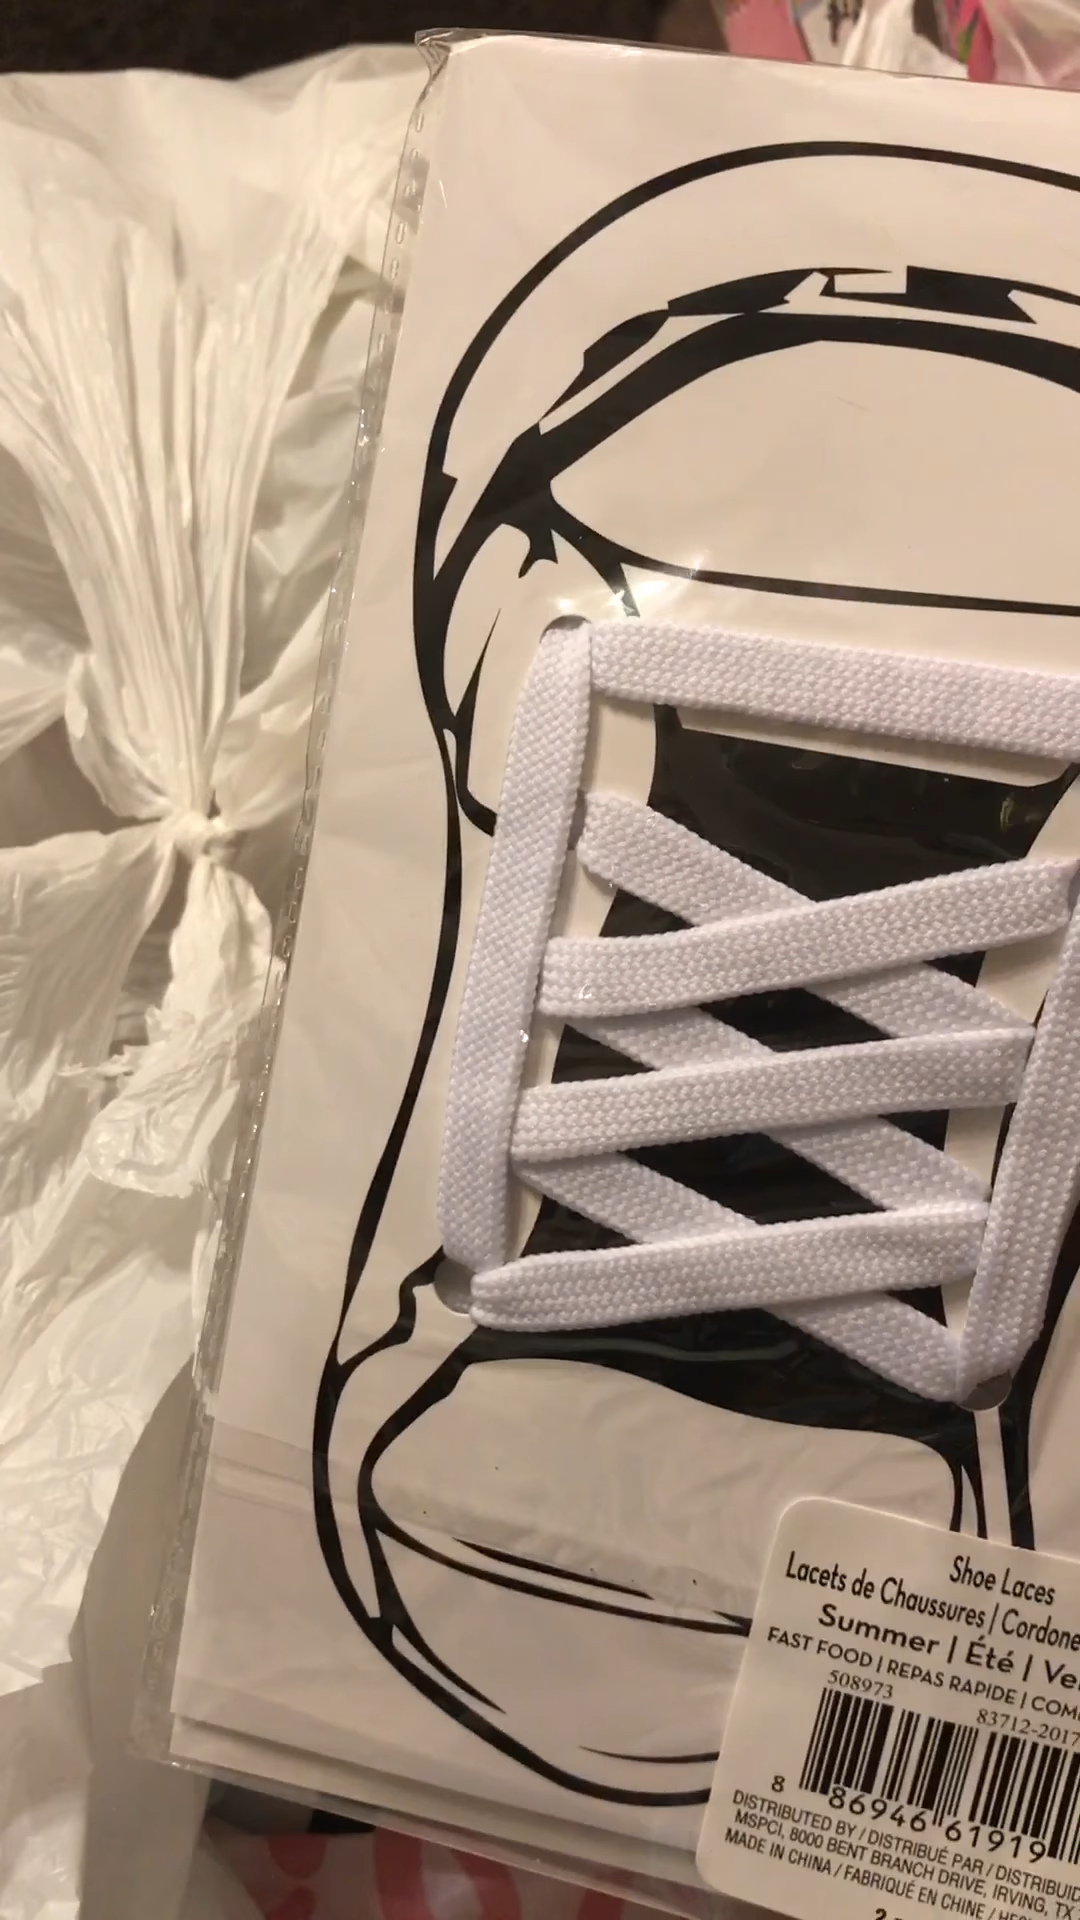 Shoe Laces
Lacets de Chaussures | Cordone
Summer | Été | Ve
FAST FOOD | REPAS RAPIDE | COM
508973
83712-2017
8 86946 61919
DISTRIBUTED BY / DISTRIBUÉ PAR / DISTRIBUID
MSPCI, 8000 BENT BRANCH DRIVE, IRVING, TX
MADE IN CHINA / FABRIQUÉ EN CHINE / HE